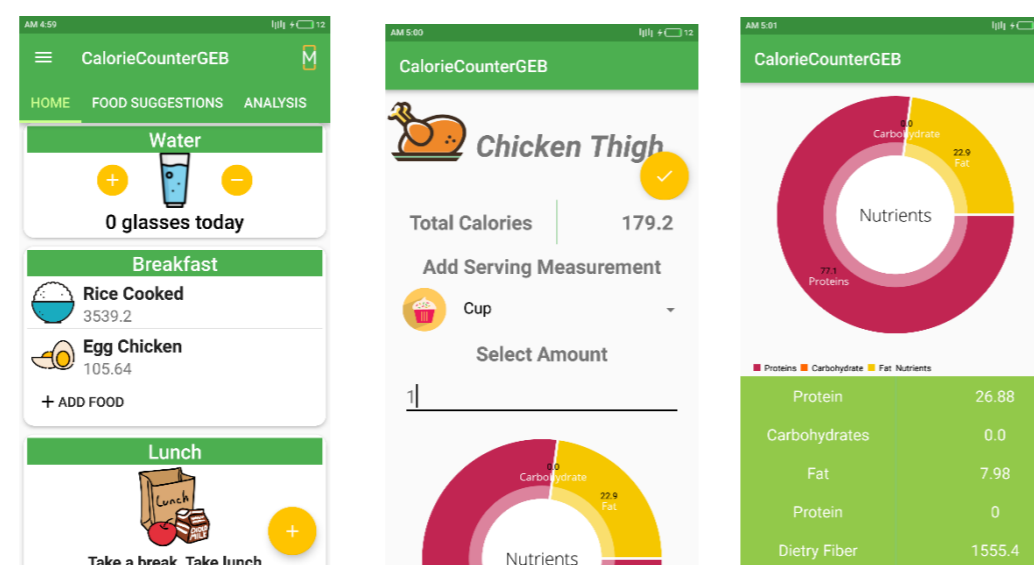 AM 4:59
12
CalorieCounterGEB
M
HOME FOOD SUGGESTIONS ANALYSIS
Water
+ −
0 glasses today
Breakfast
Rice Cooked
3539.2
Egg Chicken
105.64
+ ADD FOOD
Lunch
Lunch
CHOCO MILK
+
Take a break, Take lunch
AM 5:00
12
CalorieCounterGEB
Chicken Thigh
Total Calories 179.2
Add Serving Measurement
Cup
Select Amount
1
0.0
Carbohydrate
22.9
Fat
Nutrients
AM 5:01
CalorieCounterGEB
0.0
Carbohydrate
22.9
Fat
Nutrients
77.1
Proteins
Proteins Carbohydrate Fat Nutrients
Protein 26.88
Carbohydrates 0.0
Fat 7.98
Protein 0
Dietry Fiber 1555.4